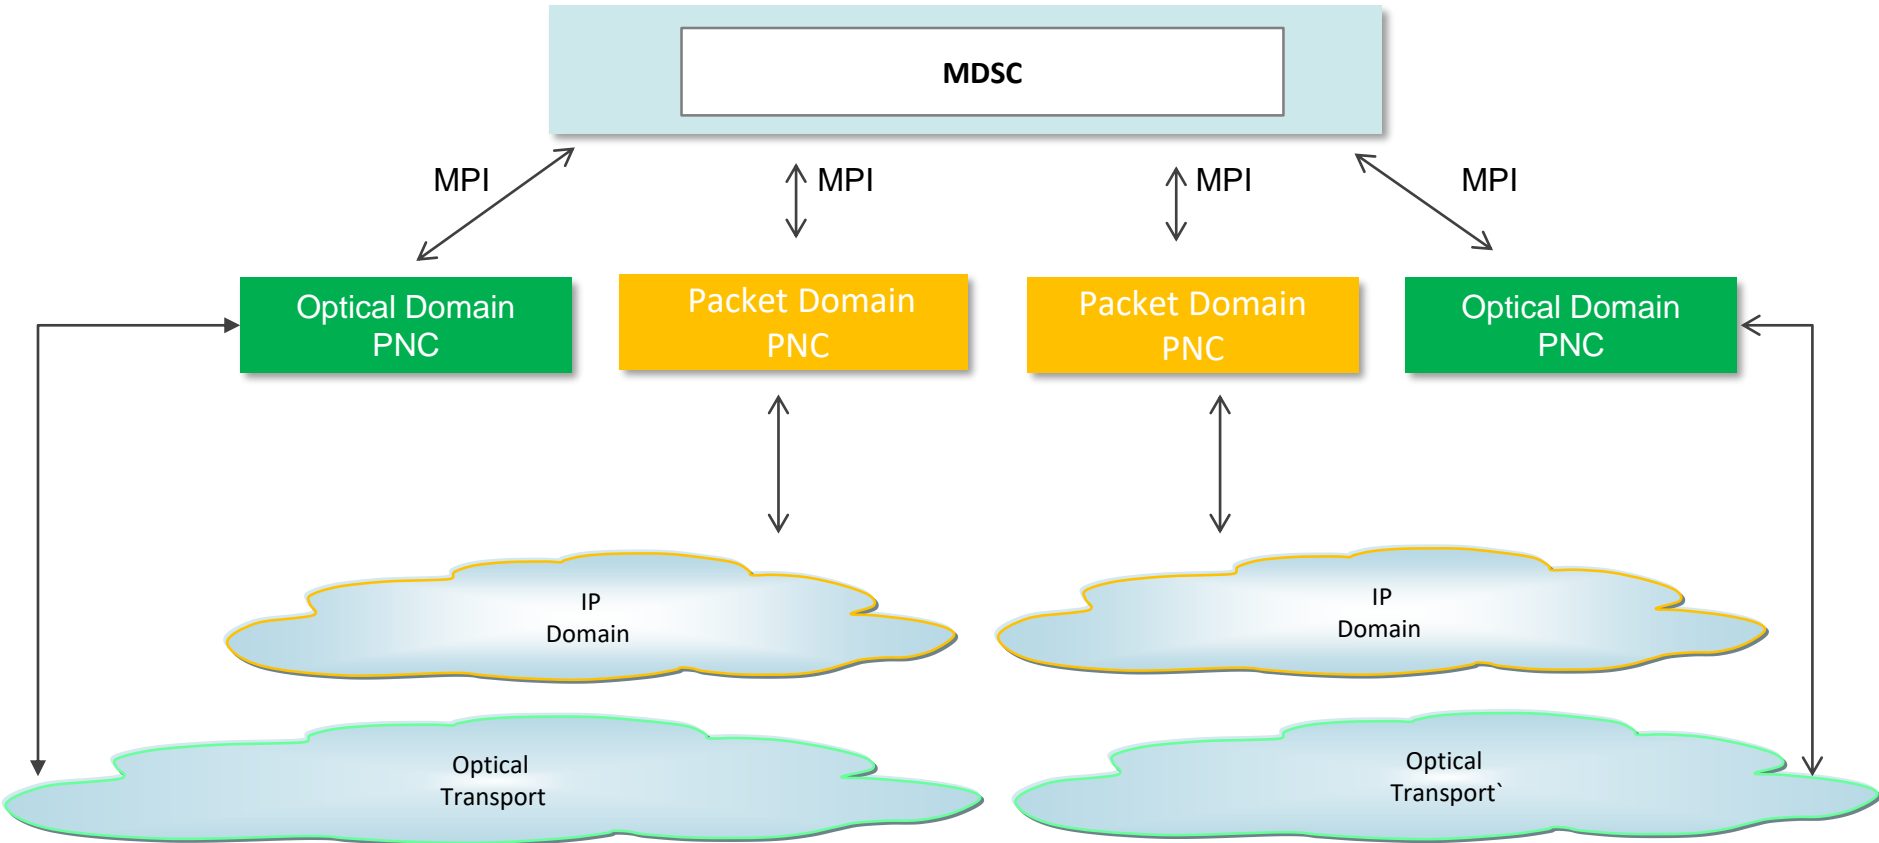 MDSC
MPI
MPI
MPI
MPI
Optical Domain
PNC
Packet Domain
PNC
Packet Domain
PNC
Optical Domain
PNC
IP
Domain
IP
Domain
Optical
Transport
Optical
Transport`